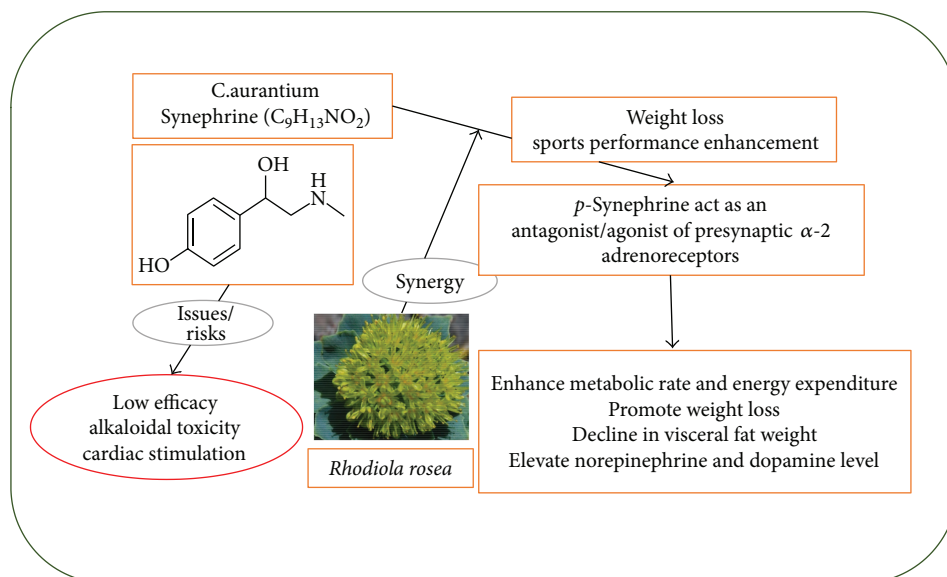 C.aurantium
Synephrine (C₉H₁₃NO₂)
OH
H
N
HO
Issues/
risks
Low efficacy
alkaloidal toxicity
cardiac stimulation
Synergy
Rhodiola rosea
Weight loss
sports performance enhancement
p-Synephrine act as an
antagonist/agonist of presynaptic α-2
adrenoreceptors
Enhance metabolic rate and energy expenditure
Promote weight loss
Decline in visceral fat weight
Elevate norepinephrine and dopamine level